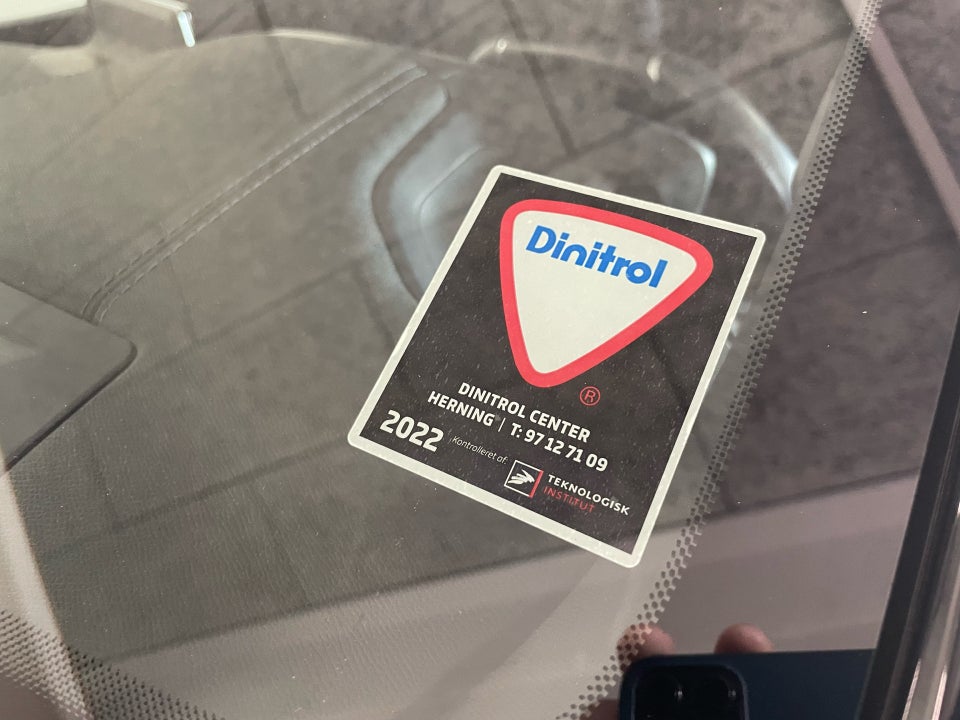 Dinitrol
®
DINITROL CENTER
HERNING | T: 97 12 71 09
2022 Kontrolleret af:
TEKNOLOGISK
INSTITUT